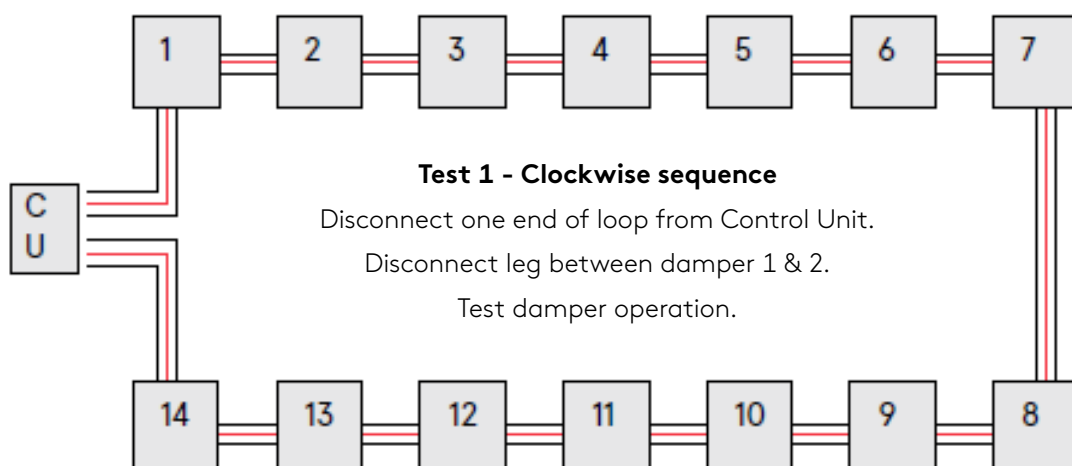 1 2 3 4 5 6 7
Test 1 - Clockwise sequence
C
U
Disconnect one end of loop from Control Unit.
Disconnect leg between damper 1 & 2.
Test damper operation.
14 13 12 11 10 9 8